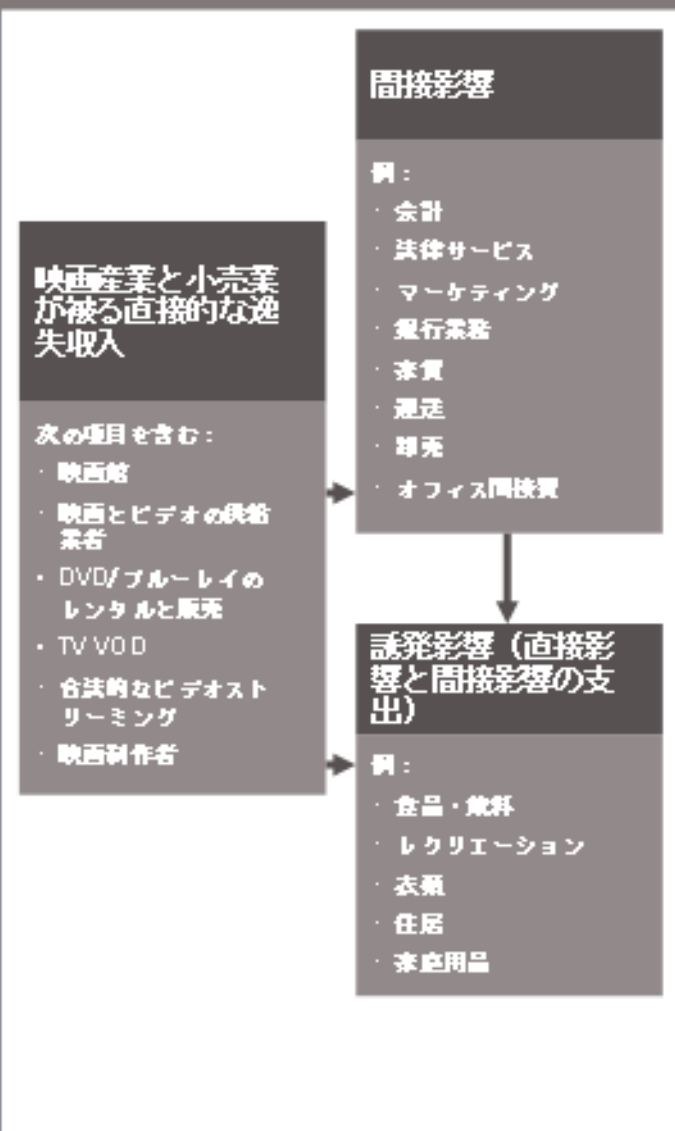 映画産業と小売業
が被る直接的な逸
失収入
次の項目を含む：
· 映画館
· 映画とビデオの供給
業者
· DVD/ブルーレイの
レンタルと販売
· TV VOD
· 合法的なビデオスト
リーミング
· 映画制作者
間接影響
例：
· 会計
· 法律サービス
· マーケティング
· 銀行業務
· 家賃
· 運送
· 卸売
· オフィス間接費
誘発影響（直接影
響と間接影響の支
出）
例：
· 食品・飲料
· レクリエーション
· 衣類
· 住居
· 家庭用品